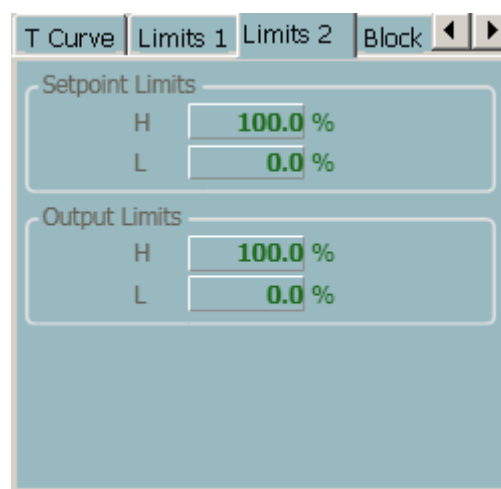 T Curve Limits 1 Limits 2 Block
Setpoint Limits
H 100.0 %
L 0.0 %
Output Limits
H 100.0 %
L 0.0 %